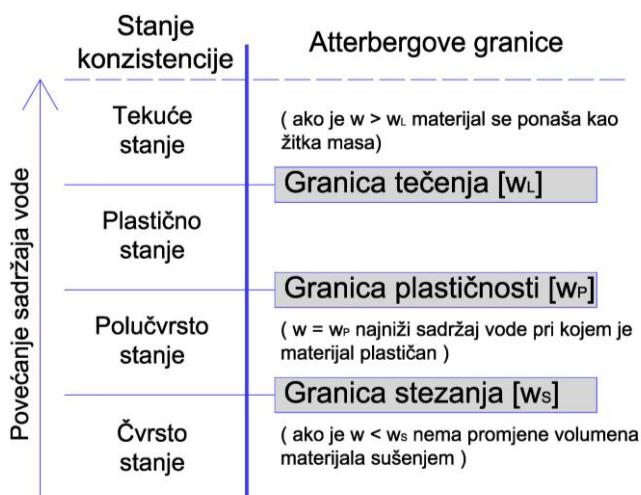 Stanje
konzistencije
Atterbergove granice
Povećanje sadržaja vode
Tekuće
stanje
( ako je w > wL materijal se ponaša kao
žitka masa)
Granica tečenja [wL]
Plastično
stanje
Granica plastičnosti [wP]
Polučvrsto
stanje
( w = wP najniži sadržaj vode pri kojem je
materijal plastičan )
Granica stezanja [wS]
Čvrsto
stanje
( ako je w < wS nema promjene volumena
materijala sušenjem )